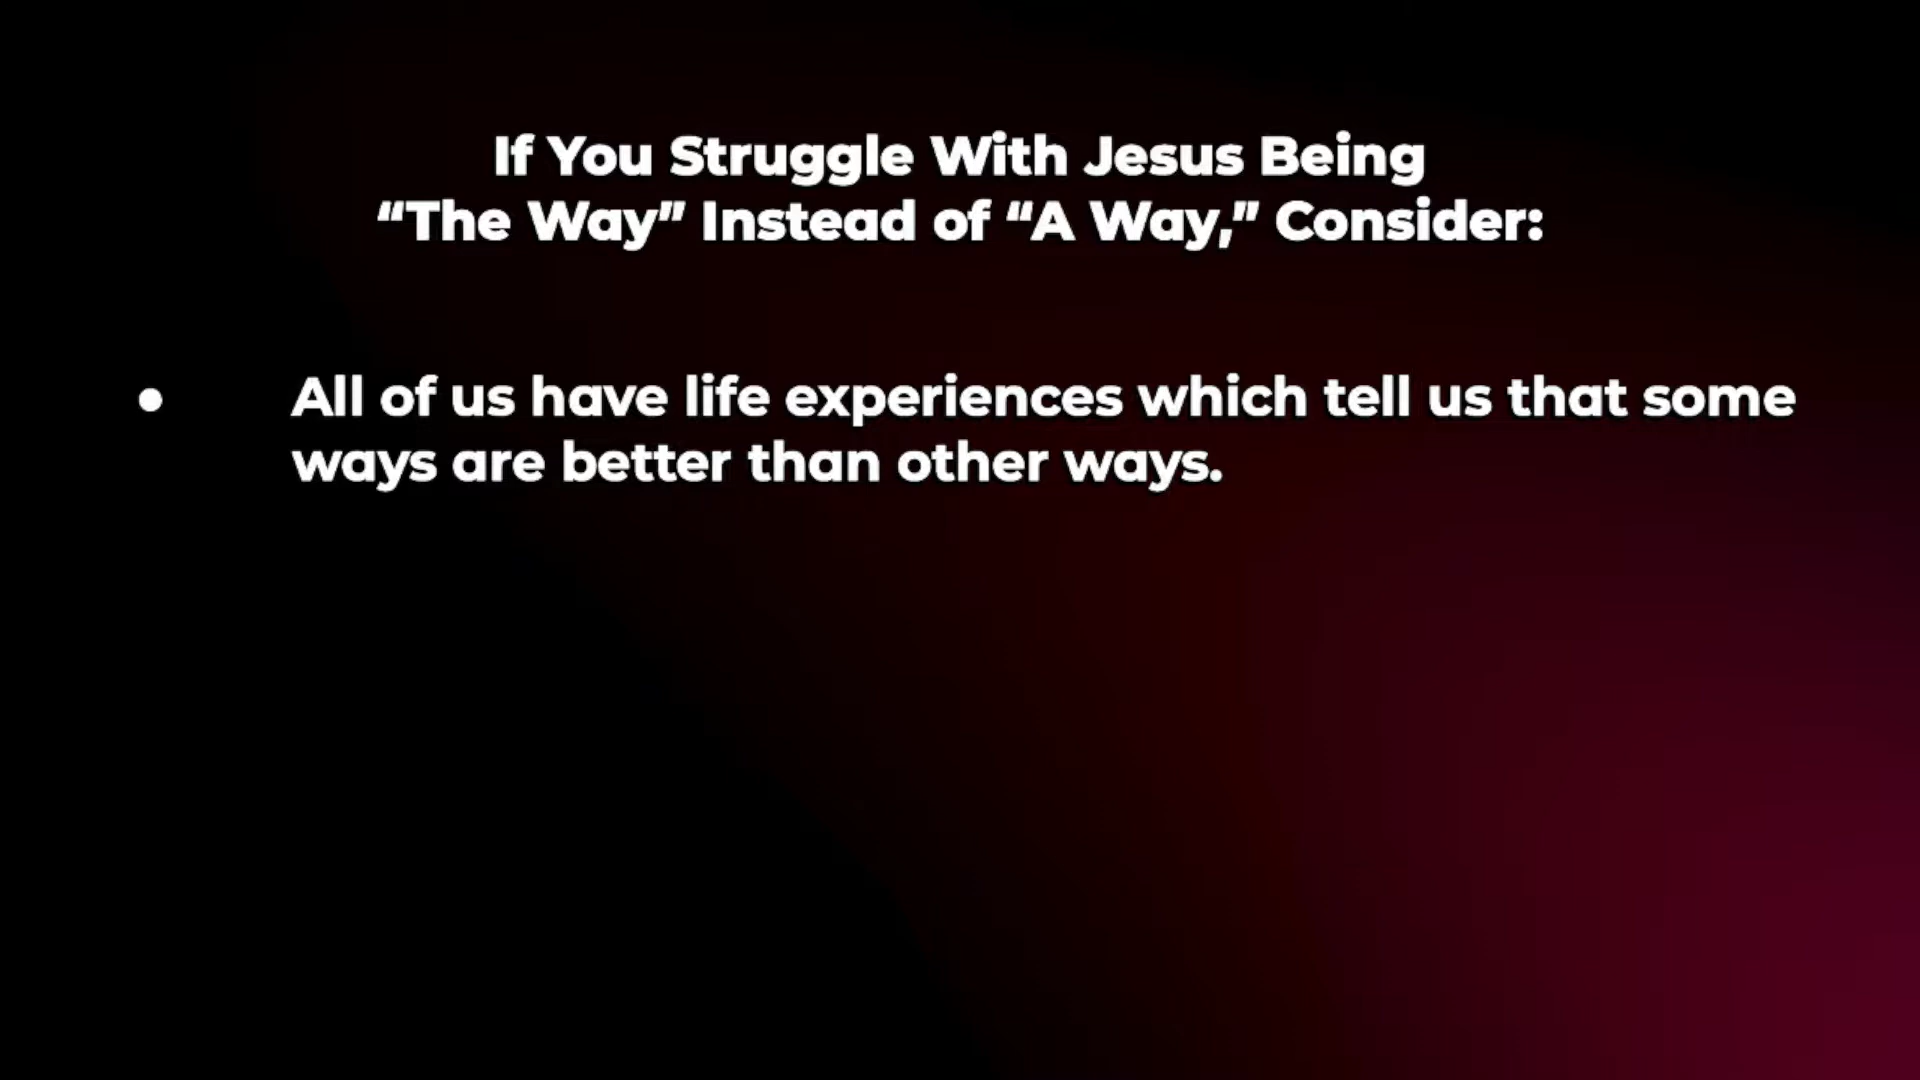 If You Struggle With Jesus Being
“The Way” Instead of “A Way,” Consider:
• All of us have life experiences which tell us that some
ways are better than other ways.